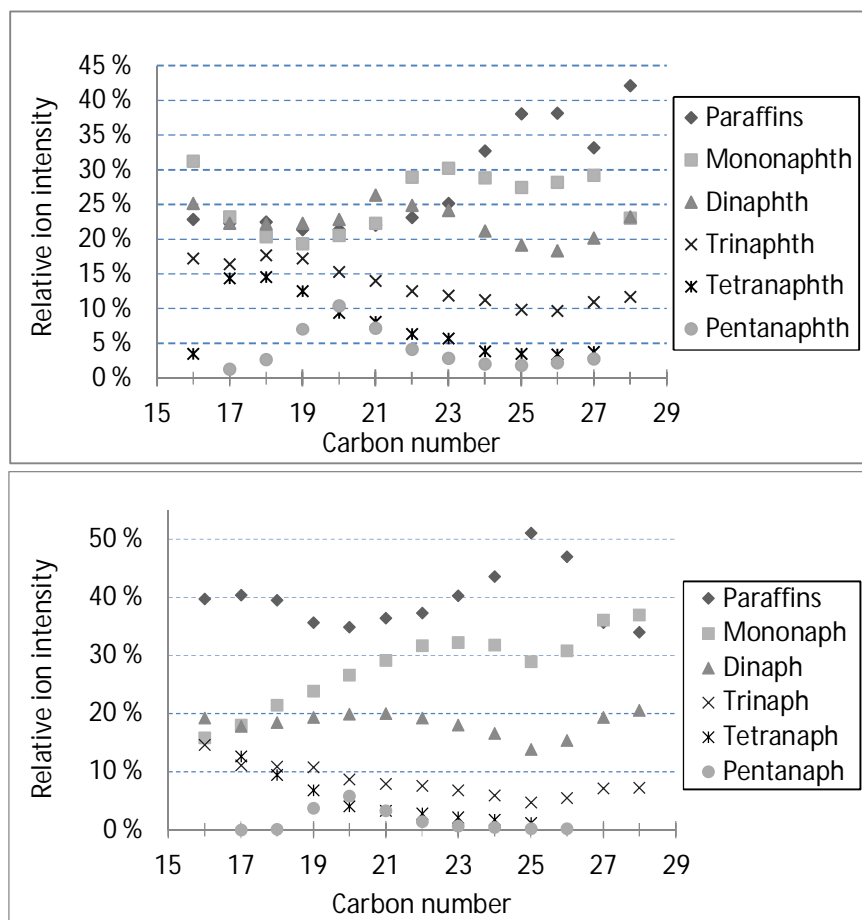 Relative ion intensity
45 %
40 %
35 %
30 %
25 %
20 %
15 %
10 %
5 %
0 %
15 17 19 21 23 25 27 29
Carbon number
Paraffins
Mononaphth
Dinaphth
Trinaphth
Tetranaphth
Pentanaphth
Relative ion intensity
50 %
40 %
30 %
20 %
10 %
0 %
15 17 19 21 23 25 27 29
Carbon number
Paraffins
Mononaph
Dinaph
Trinaph
Tetranaph
Pentanaph